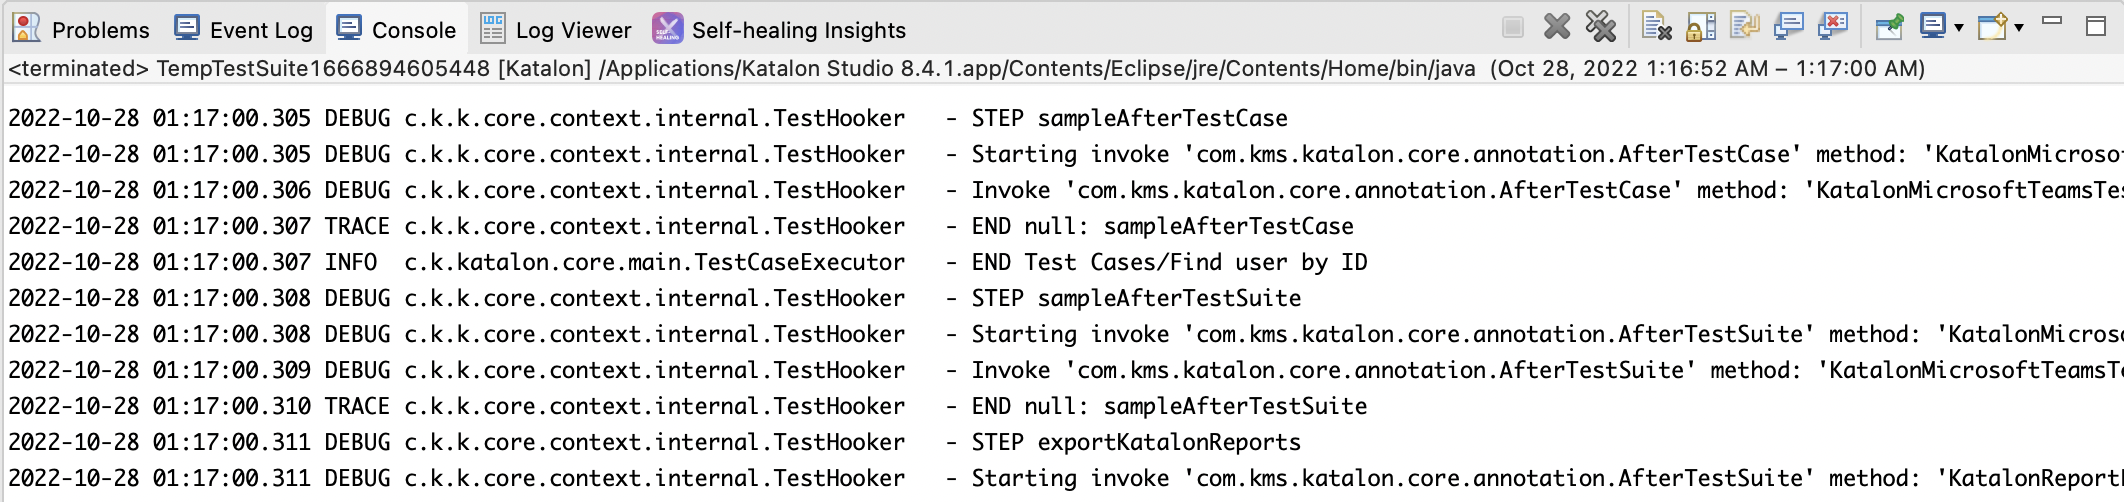 Problems Event Log Console Log Viewer Self-healing Insights
<terminated> TempTestSuite1666894605448 [Katalon] /Applications/Katalon Studio 8.4.1.app/Contents/Eclipse/jre/Contents/Home/bin/java (Oct 28, 2022 1:16:52 AM – 1:17:00 AM)
2022-10-28 01:17:00.305 DEBUG c.k.k.core.context.internal.TestHooker - STEP sampleAfterTestCase
2022-10-28 01:17:00.305 DEBUG c.k.k.core.context.internal.TestHooker - Starting invoke 'com.kms.katalon.core.annotation.AfterTestCase' method: 'KatalonMicroso
2022-10-28 01:17:00.306 DEBUG c.k.k.core.context.internal.TestHooker - Invoke 'com.kms.katalon.core.annotation.AfterTestCase' method: 'KatalonMicrosoftTeamsTes
2022-10-28 01:17:00.307 TRACE c.k.k.core.context.internal.TestHooker - END null: sampleAfterTestCase
2022-10-28 01:17:00.307 INFO c.k.katalon.core.main.TestCaseExecutor - END Test Cases/Find user by ID
2022-10-28 01:17:00.308 DEBUG c.k.k.core.context.internal.TestHooker - STEP sampleAfterTestSuite
2022-10-28 01:17:00.308 DEBUG c.k.k.core.context.internal.TestHooker - Starting invoke 'com.kms.katalon.core.annotation.AfterTestSuite' method: 'KatalonMicros
2022-10-28 01:17:00.309 DEBUG c.k.k.core.context.internal.TestHooker - Invoke 'com.kms.katalon.core.annotation.AfterTestSuite' method: 'KatalonMicrosoftTeamsT
2022-10-28 01:17:00.310 TRACE c.k.k.core.context.internal.TestHooker - END null: sampleAfterTestSuite
2022-10-28 01:17:00.311 DEBUG c.k.k.core.context.internal.TestHooker - STEP exportKatalonReports
2022-10-28 01:17:00.311 DEBUG c.k.k.core.context.internal.TestHooker - Starting invoke 'com.kms.katalon.core.annotation.AfterTestSuite' method: 'KatalonReport